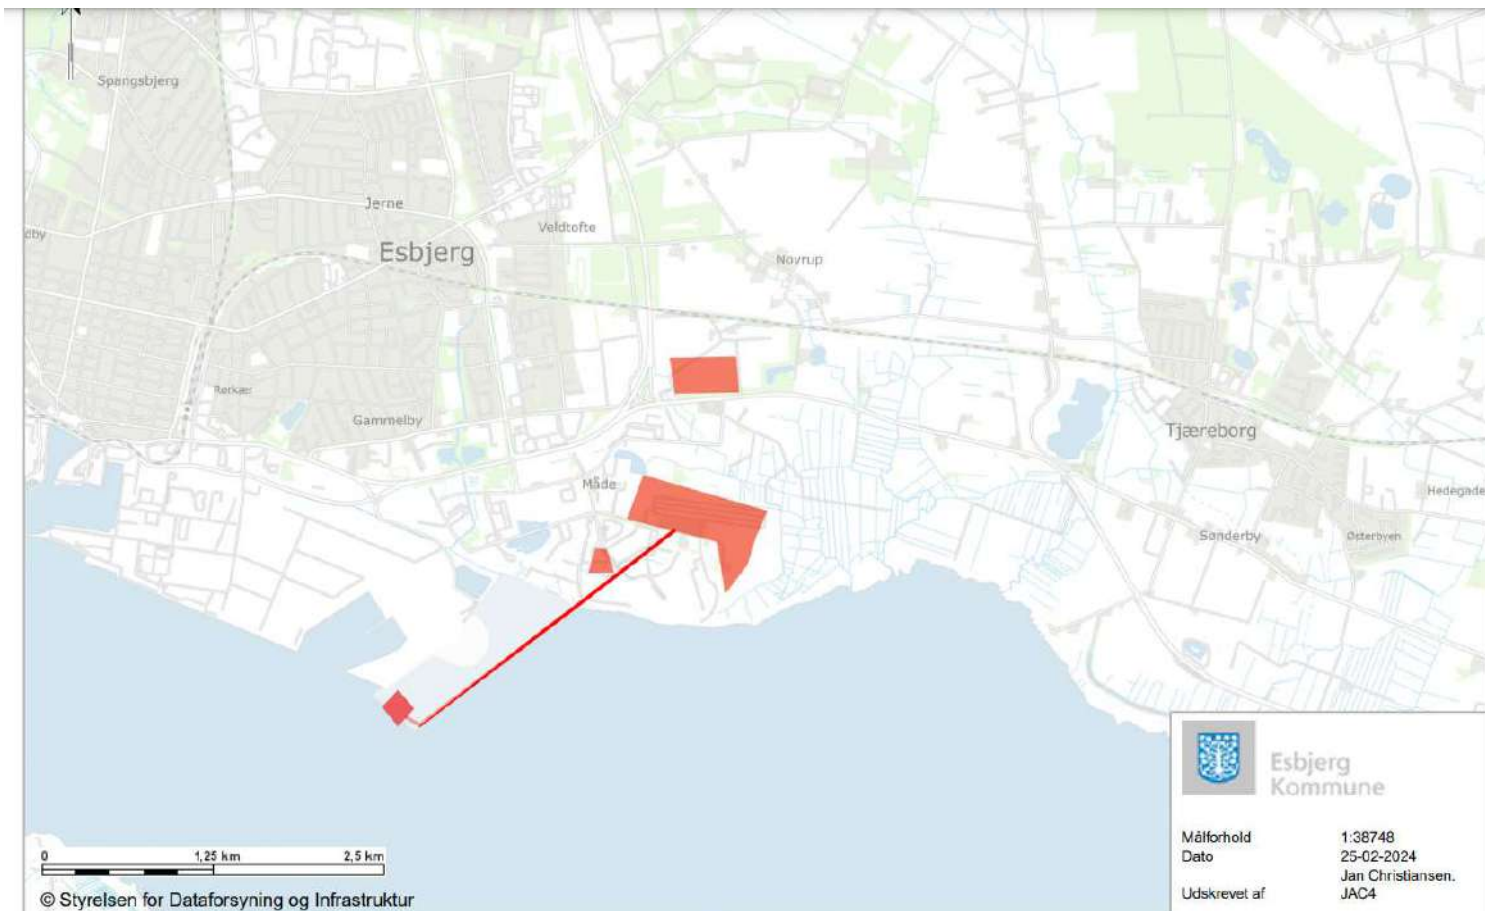 Spangsbjerg
Jerne
Veldtofte
Esbjerg
Novrup
Rørkær
Gammelby
Tjæreborg
Måde
Hedegade
Sønderby
Østerbyen
Esbjerg
Kommune
Målforhold 1:38748
Dato 25-02-2024
Jan Christiansen.
Udskrevet af JAC4
0 1,25 km 2,5 km
© Styrelsen for Dataforsyning og Infrastruktur